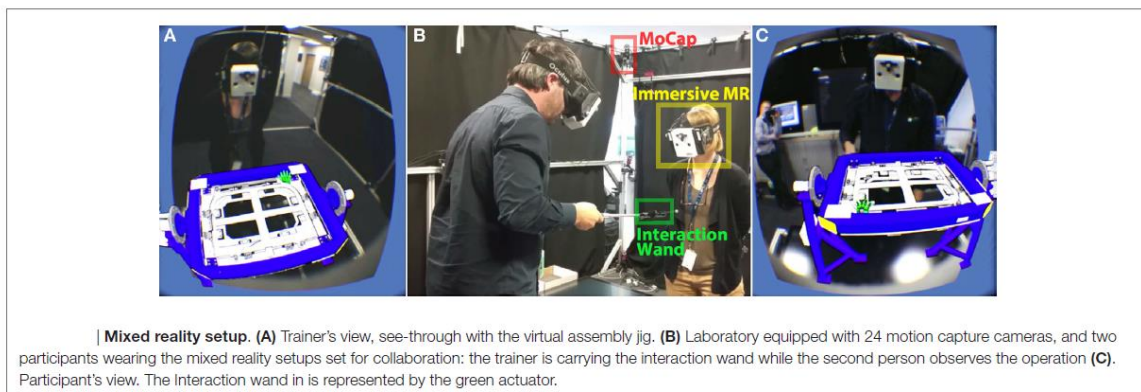 A
B
C
MoCap
Oculus
Immersive MR
Interaction
Wand
| Mixed reality setup. (A) Trainer's view, see-through with the virtual assembly jig. (B) Laboratory equipped with 24 motion capture cameras, and two
participants wearing the mixed reality setups set for collaboration: the trainer is carrying the interaction wand while the second person observes the operation (C).
Participant's view. The Interaction wand in is represented by the green actuator.